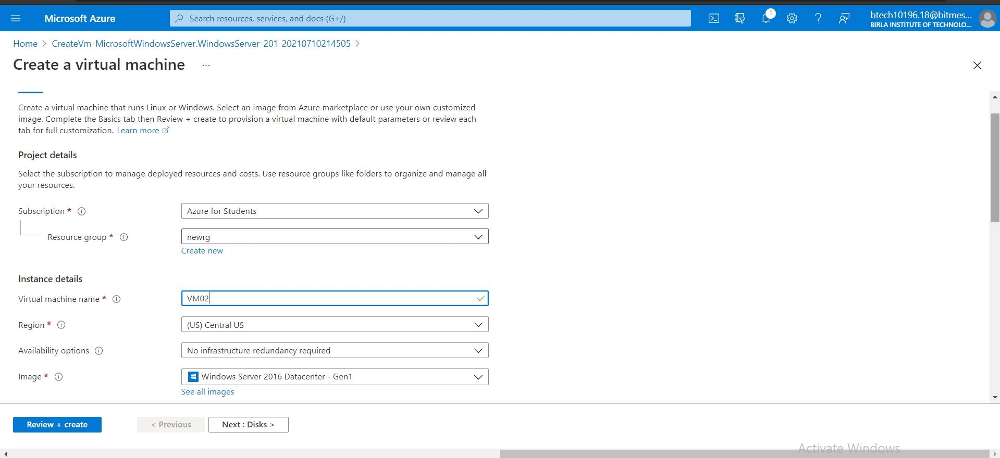 Microsoft Azure
Search resources, services, and docs (G+/)
1
btech10196.18@bitmes...
BIRLA INSTITUTE OF TECHNOLO...
Home > CreateVm-MicrosoftWindowsServer.WindowsServer-201-20210710214505 >
Create a virtual machine ...
Create a virtual machine that runs Linux or Windows. Select an image from Azure marketplace or use your own customized
image. Complete the Basics tab then Review + create to provision a virtual machine with default parameters or review each
tab for full customization. Learn more
Project details
Select the subscription to manage deployed resources and costs. Use resource groups like folders to organize and manage all
your resources.
Subscription * Azure for Students
Resource group * newrg
Create new
Instance details
Virtual machine name * VM02
Region * (US) Central US
Availability options No infrastructure redundancy required
Image * Windows Server 2016 Datacenter - Gen1
See all images
Review + create < Previous Next : Disks >
Activate Windows